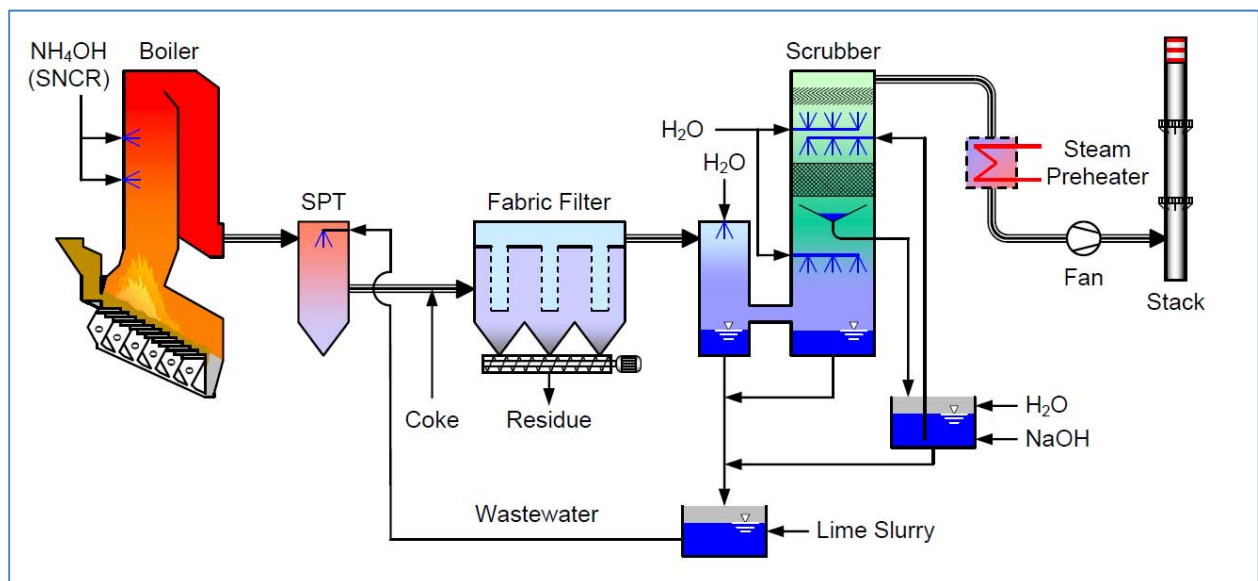 NH₄OH
(SNCR)
Boiler
SPT
Fabric Filter
H₂O
H₂O
Scrubber
Steam
Preheater
Fan
Stack
Coke
Residue
H₂O
NaOH
Wastewater
Lime Slurry